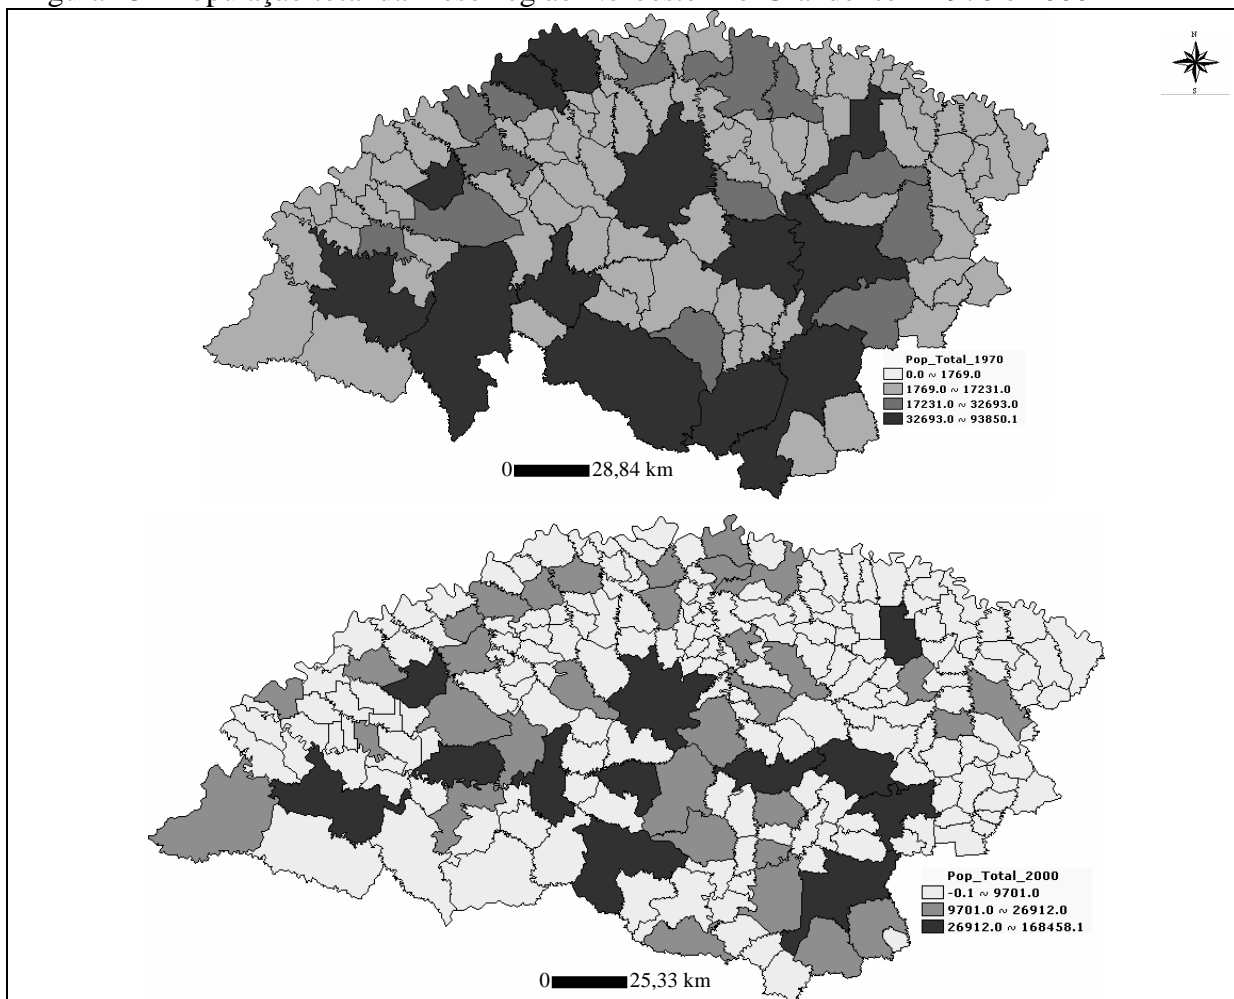 N
S
Pop_Total_1970
0.0 ~ 1769.0
1769.0 ~ 17231.0
17231.0 ~ 32693.0
32693.0 ~ 93850.1
0 28,84 km
Pop_Total_2000
-0.1 ~ 9701.0
9701.0 ~ 26912.0
26912.0 ~ 168458.1
0 25,33 km